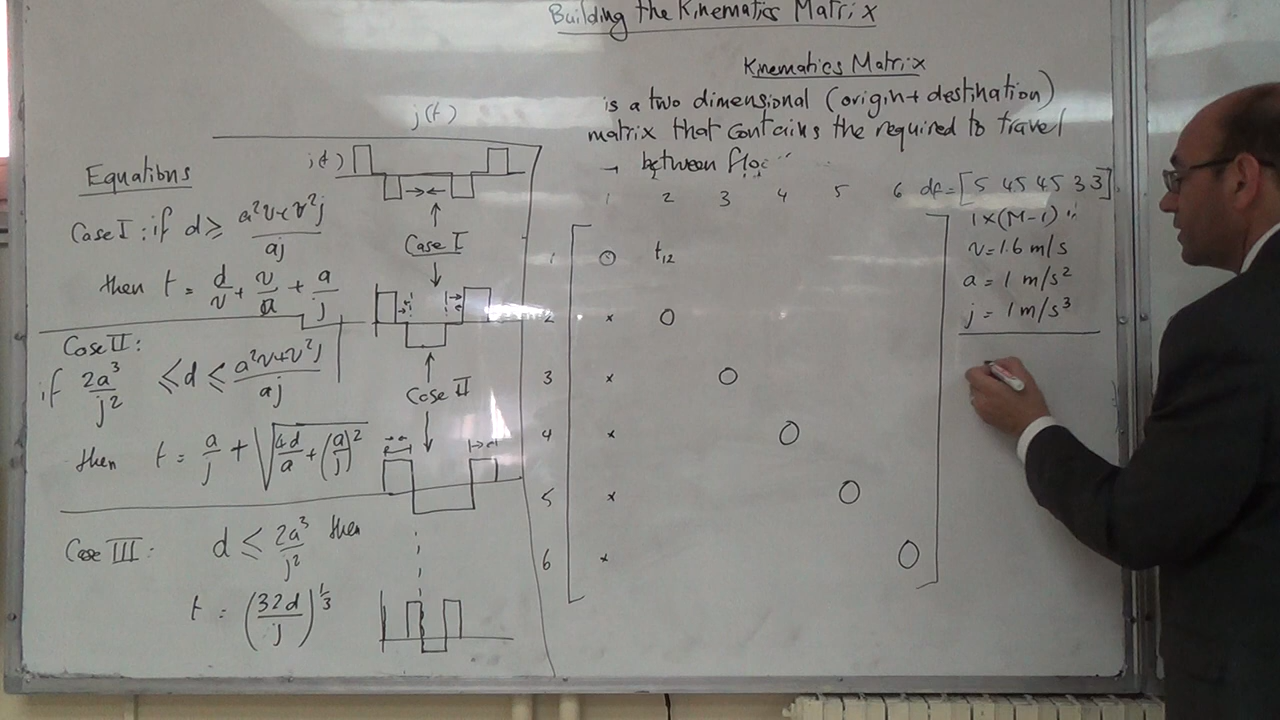 Building the Kinematics Matrix
Kinematics Matrix
is a two dimensional (origin + destination)
matrix that contains the required to travel
→ between
j(t)
j(t)
Equations
Case I : if d ≥ (a²v + v²j)/(aj)
then t = d/v + v/a + a/j
Case I
Case II:
if 2a³/j² ≤ d ≤ (a²v + v²j)/(aj)
then t = a/j + √(4d/a + (a/j)²)
Case II
Case III: d ≤ 2a³/j² then
t = (32d/j)^(1/3)
1 2 3 4 5 6
1 0 t12
2 x 0
3 x 0
4 x 0
5 x 0
6 x 0
df = [5 4.5 4.5 3 3]
1×(M-1)
v = 1.6 m/s
a = 1 m/s²
j = 1 m/s³